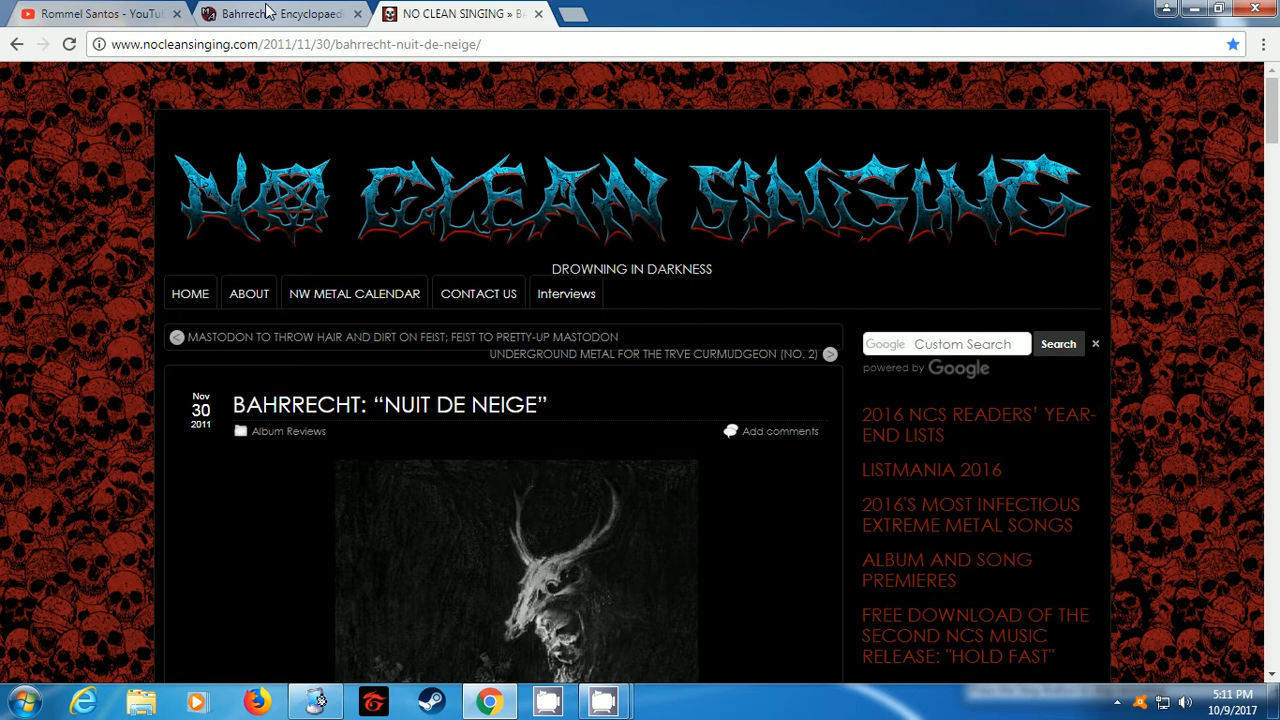 Rommel Santos - YouTu
Bahrrecht Encyclopaedi
NO CLEAN SINGING » BA
www.nocleansinging.com/2011/11/30/bahrrecht-nuit-de-neige/
NO CLEAN SINGING
DROWNING IN DARKNESS
HOME ABOUT NW METAL CALENDAR CONTACT US Interviews
MASTODON TO THROW HAIR AND DIRT ON FEIST; FEIST TO PRETTY-UP MASTODON
UNDERGROUND METAL FOR THE TRVE CURMUDGEON (NO. 2)
Nov
30
2011
BAHRRECHT: “NUIT DE NEIGE”
Album Reviews
Add comments
Google Custom Search Search
powered by Google
2016 NCS READERS’ YEAR-
END LISTS
LISTMANIA 2016
2016’S MOST INFECTIOUS
EXTREME METAL SONGS
ALBUM AND SONG
PREMIERES
FREE DOWNLOAD OF THE
SECOND NCS MUSIC
RELEASE: "HOLD FAST"
5:11 PM
10/9/2017